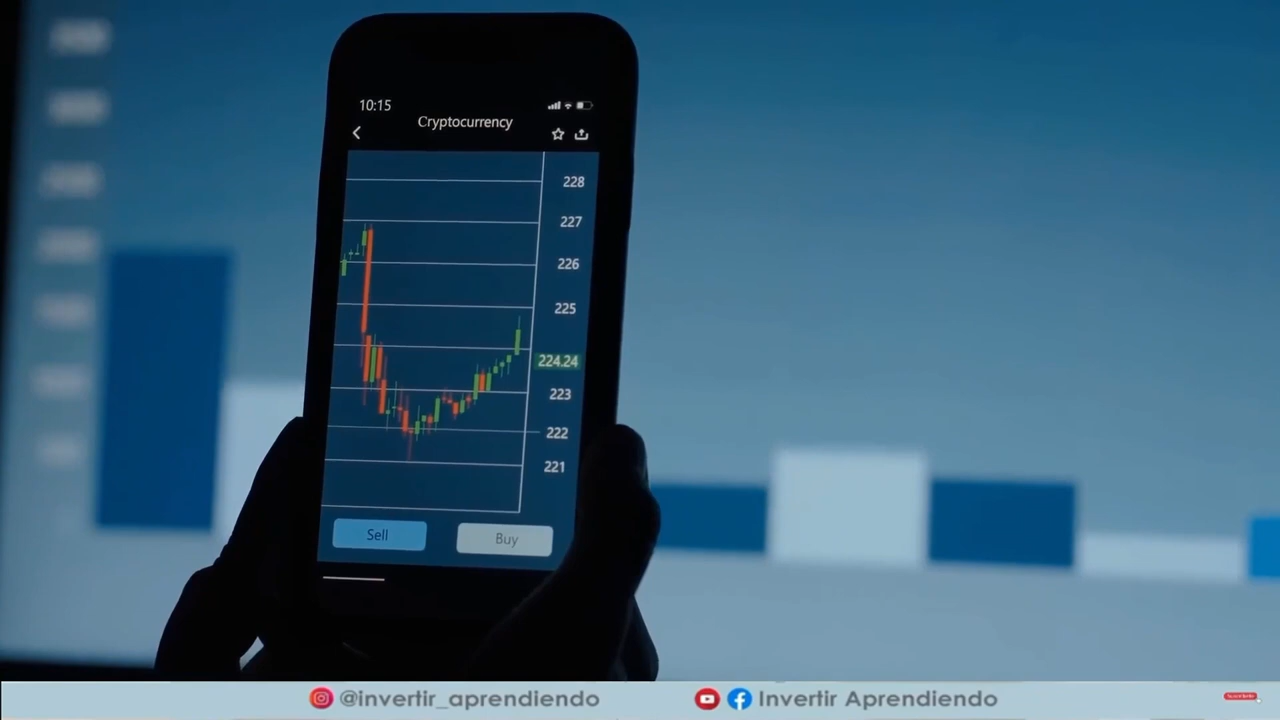 10:15
Cryptocurrency
228
227
226
225
224.24
223
222
221
Sell
Buy
@invertir_aprendiendo
Invertir Aprendiendo